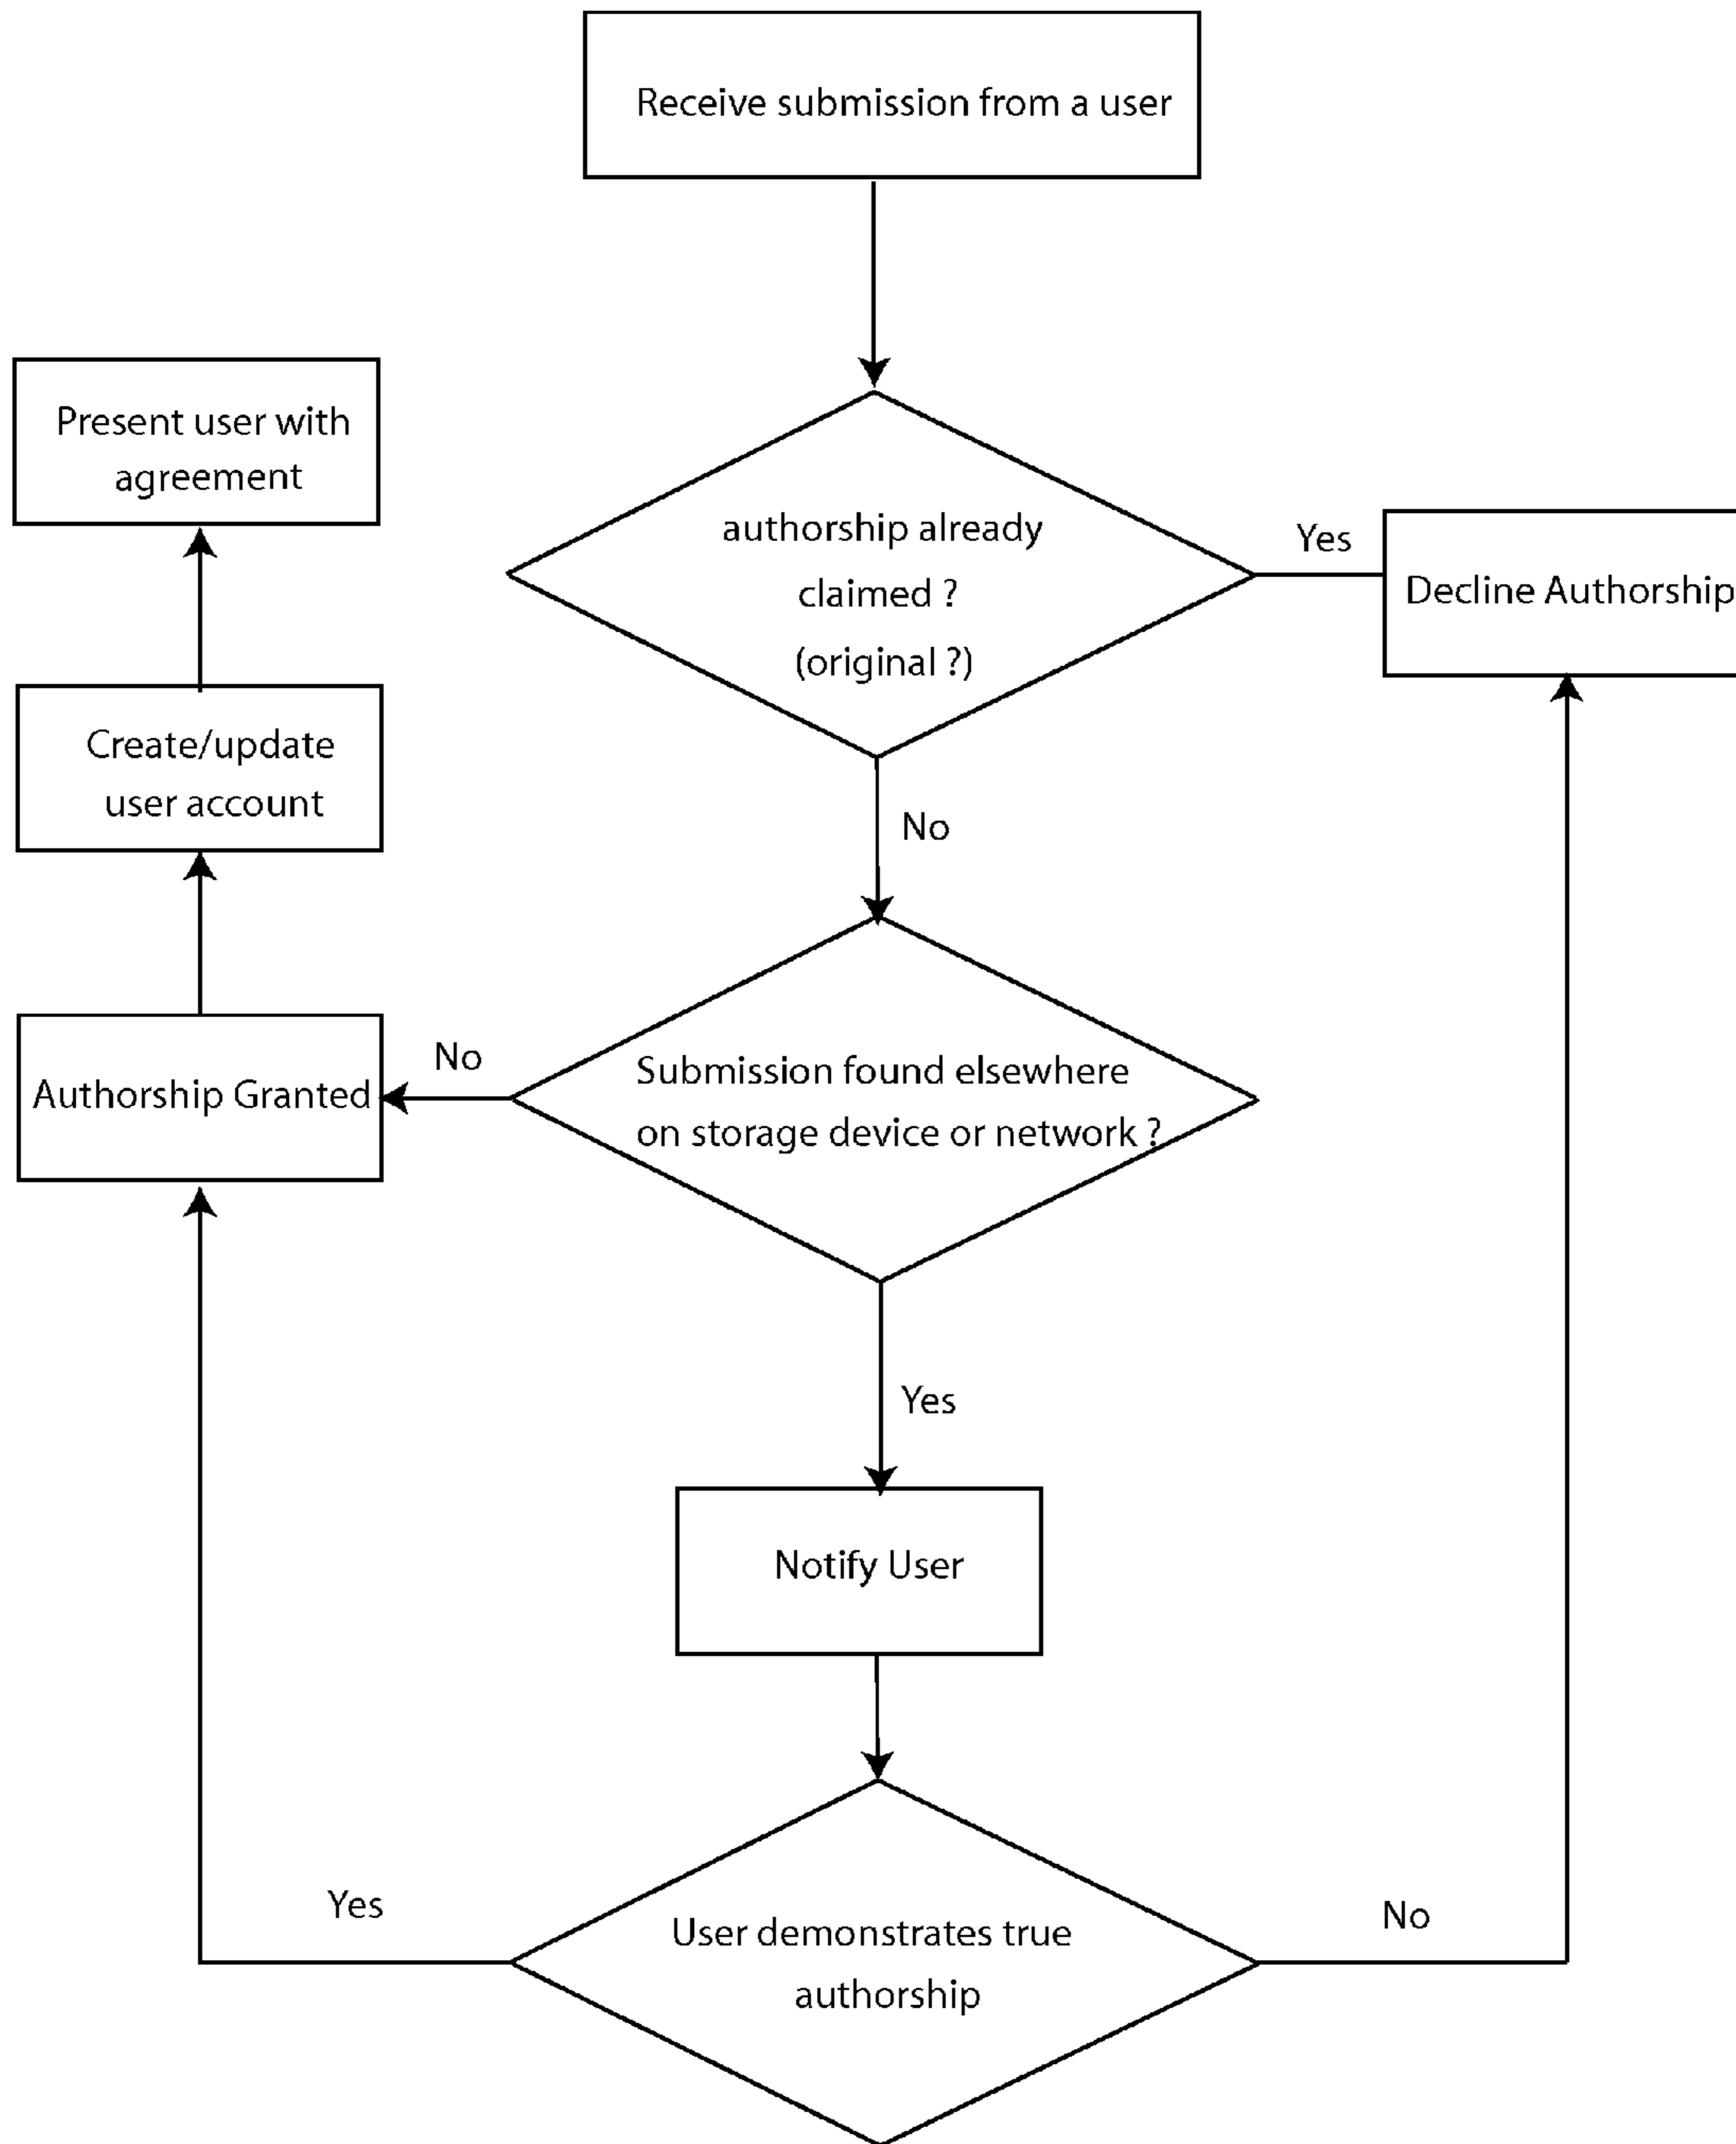 Receive submission from a user
Present user with
agreement
authorship already
claimed ?
(original ?)
Yes
Decline Authorship
Create/update
user account
No
Authorship Granted
No
Submission found elsewhere
on storage device or network ?
Yes
Notify User
Yes
User demonstrates true
authorship
No